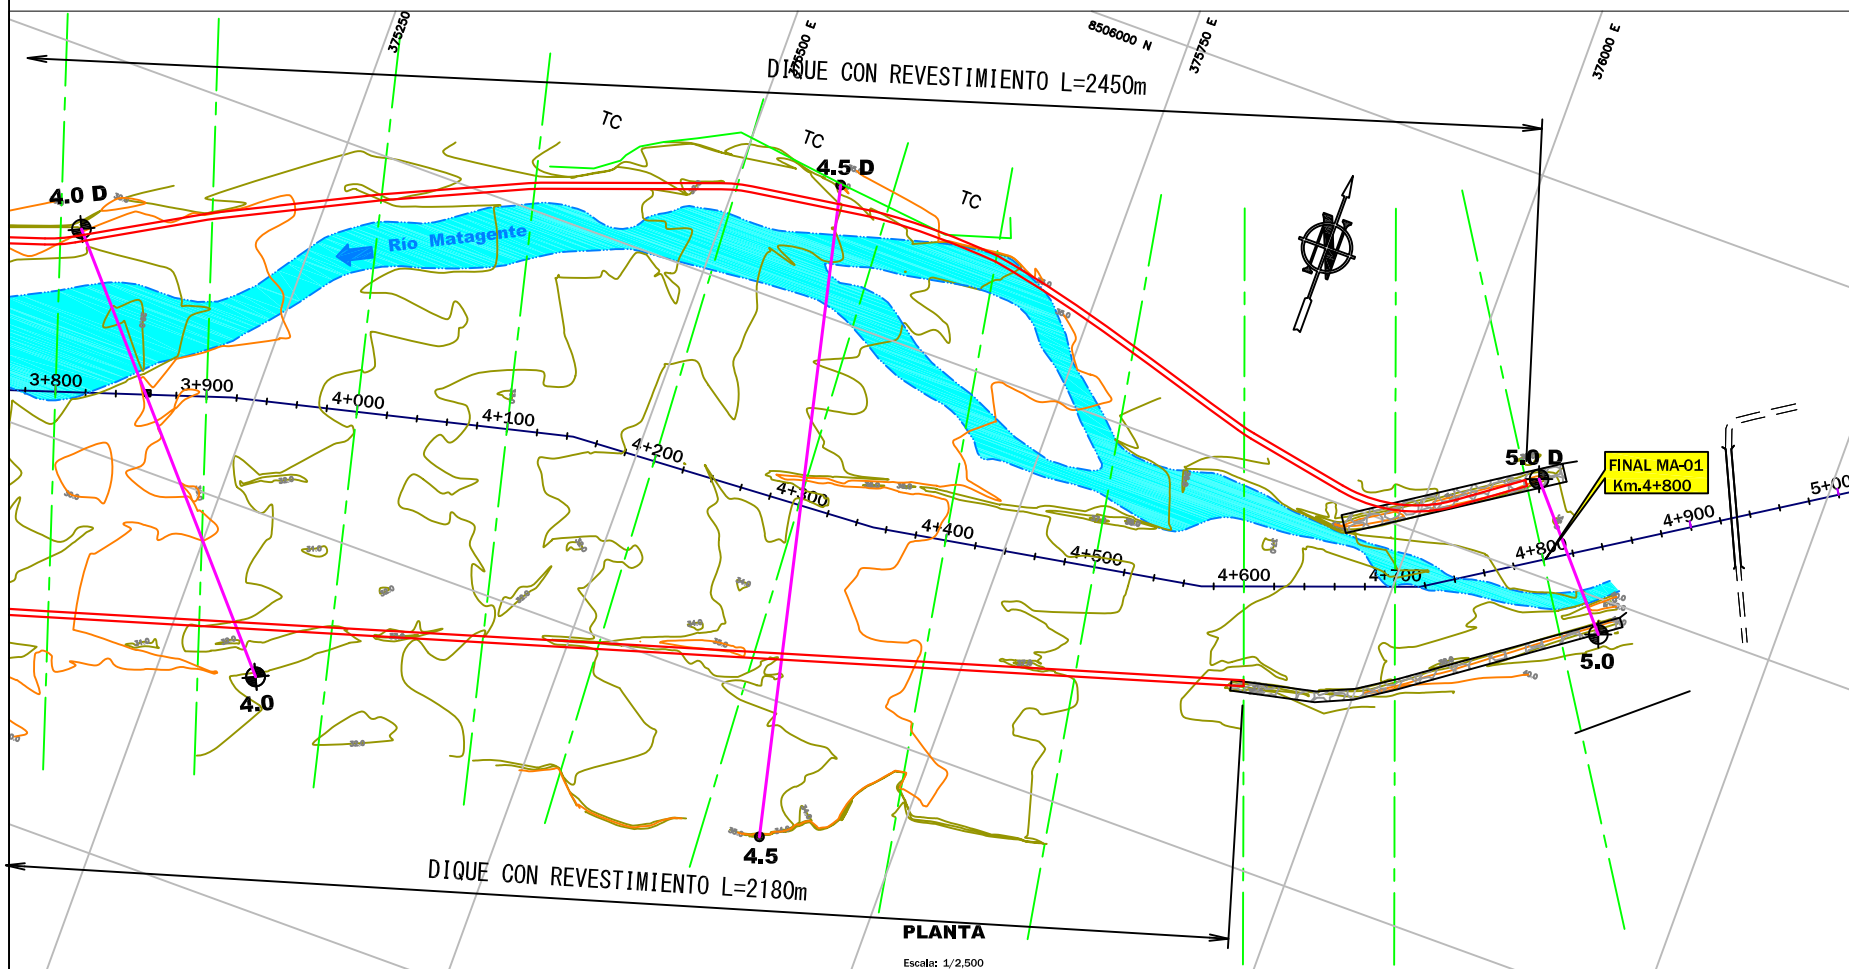 375250
375500 E
8506000 N
375750 E
376000 E
DIQUE CON REVESTIMIENTO L=2450m
TC
TC
TC
4.0 D
4.5 D
Río Matagente
3+800
3+900
4+000
4+100
4+200
4+300
4+400
4+500
4+600
4+700
4+800
4+900
5+00
5.0 D
FINAL MA-01
Km.4+800
4.0
4.5
5.0
DIQUE CON REVESTIMIENTO L=2180m
PLANTA
Escala: 1/2,500